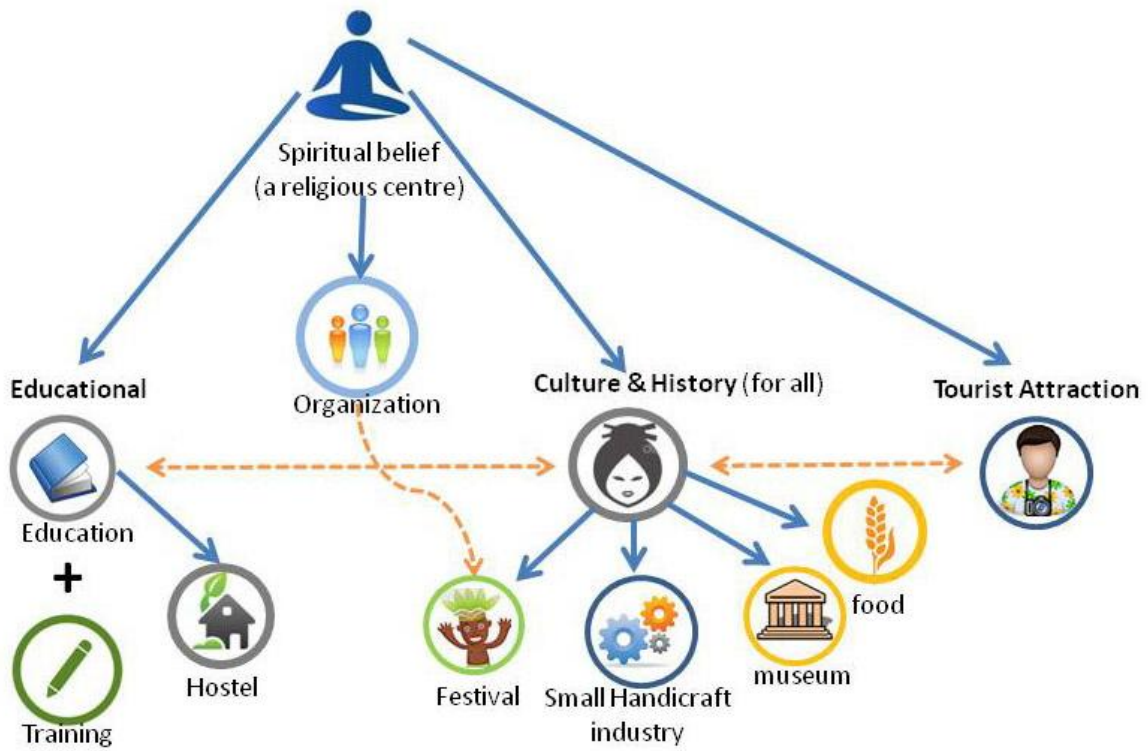 Spiritual belief
(a religious centre)
Organization
Educational
Culture & History (for all)
Tourist Attraction
Education
+
Training
Hostel
Festival
Small Handicraft
industry
museum
food